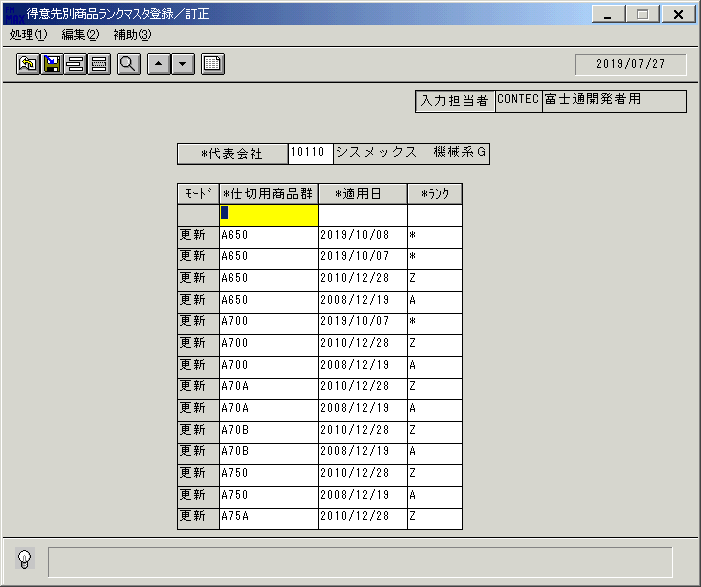 得意先別商品ランクマスタ登録／訂正
処理(1) 編集(2) 補助(3)
2019/07/27
入力担当者 CONTEC 富士通開発者用
*代表会社 10110 シスメックス 機械系G
ﾓｰﾄﾞ *仕切用商品群 *適用日 *ﾗﾝｸ
更新 A650 2019/10/08 *
更新 A650 2019/10/07 *
更新 A650 2010/12/28 Z
更新 A650 2008/12/19 A
更新 A700 2019/10/07 *
更新 A700 2010/12/28 Z
更新 A700 2008/12/19 A
更新 A70A 2010/12/28 Z
更新 A70A 2008/12/19 A
更新 A70B 2010/12/28 Z
更新 A70B 2008/12/19 A
更新 A750 2010/12/28 Z
更新 A750 2008/12/19 A
更新 A75A 2010/12/28 Z